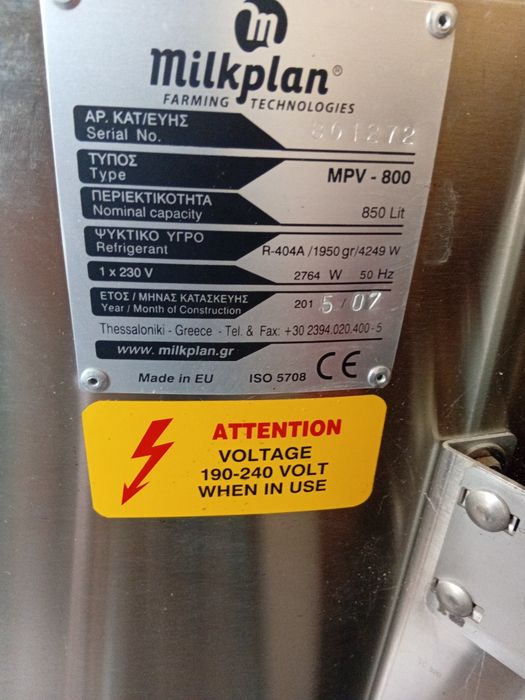 m
milkplan®
FARMING TECHNOLOGIES
ΑΡ. ΚΑΤ/ΕΥΗΣ
Serial No. 301272
ΤΥΠΟΣ
Type MPV - 800
ΠΕΡΙΕΚΤΙΚΟΤΗΤΑ
Nominal capacity 850 Lit
ΨΥΚΤΙΚΟ ΥΓΡΟ
Refrigerant R-404A /1950 gr/4249 W
1 x 230 V 2764 W 50 Hz
ΕΤΟΣ / ΜΗΝΑΣ ΚΑΤΑΣΚΕΥΗΣ
Year / Month of Construction 201 5 / 07
Thessaloniki - Greece - Tel. & Fax: +30 2394.020.400-5
www. milkplan.gr
Made in EU ISO 5708 CE
ATTENTION
VOLTAGE
190-240 VOLT
WHEN IN USE